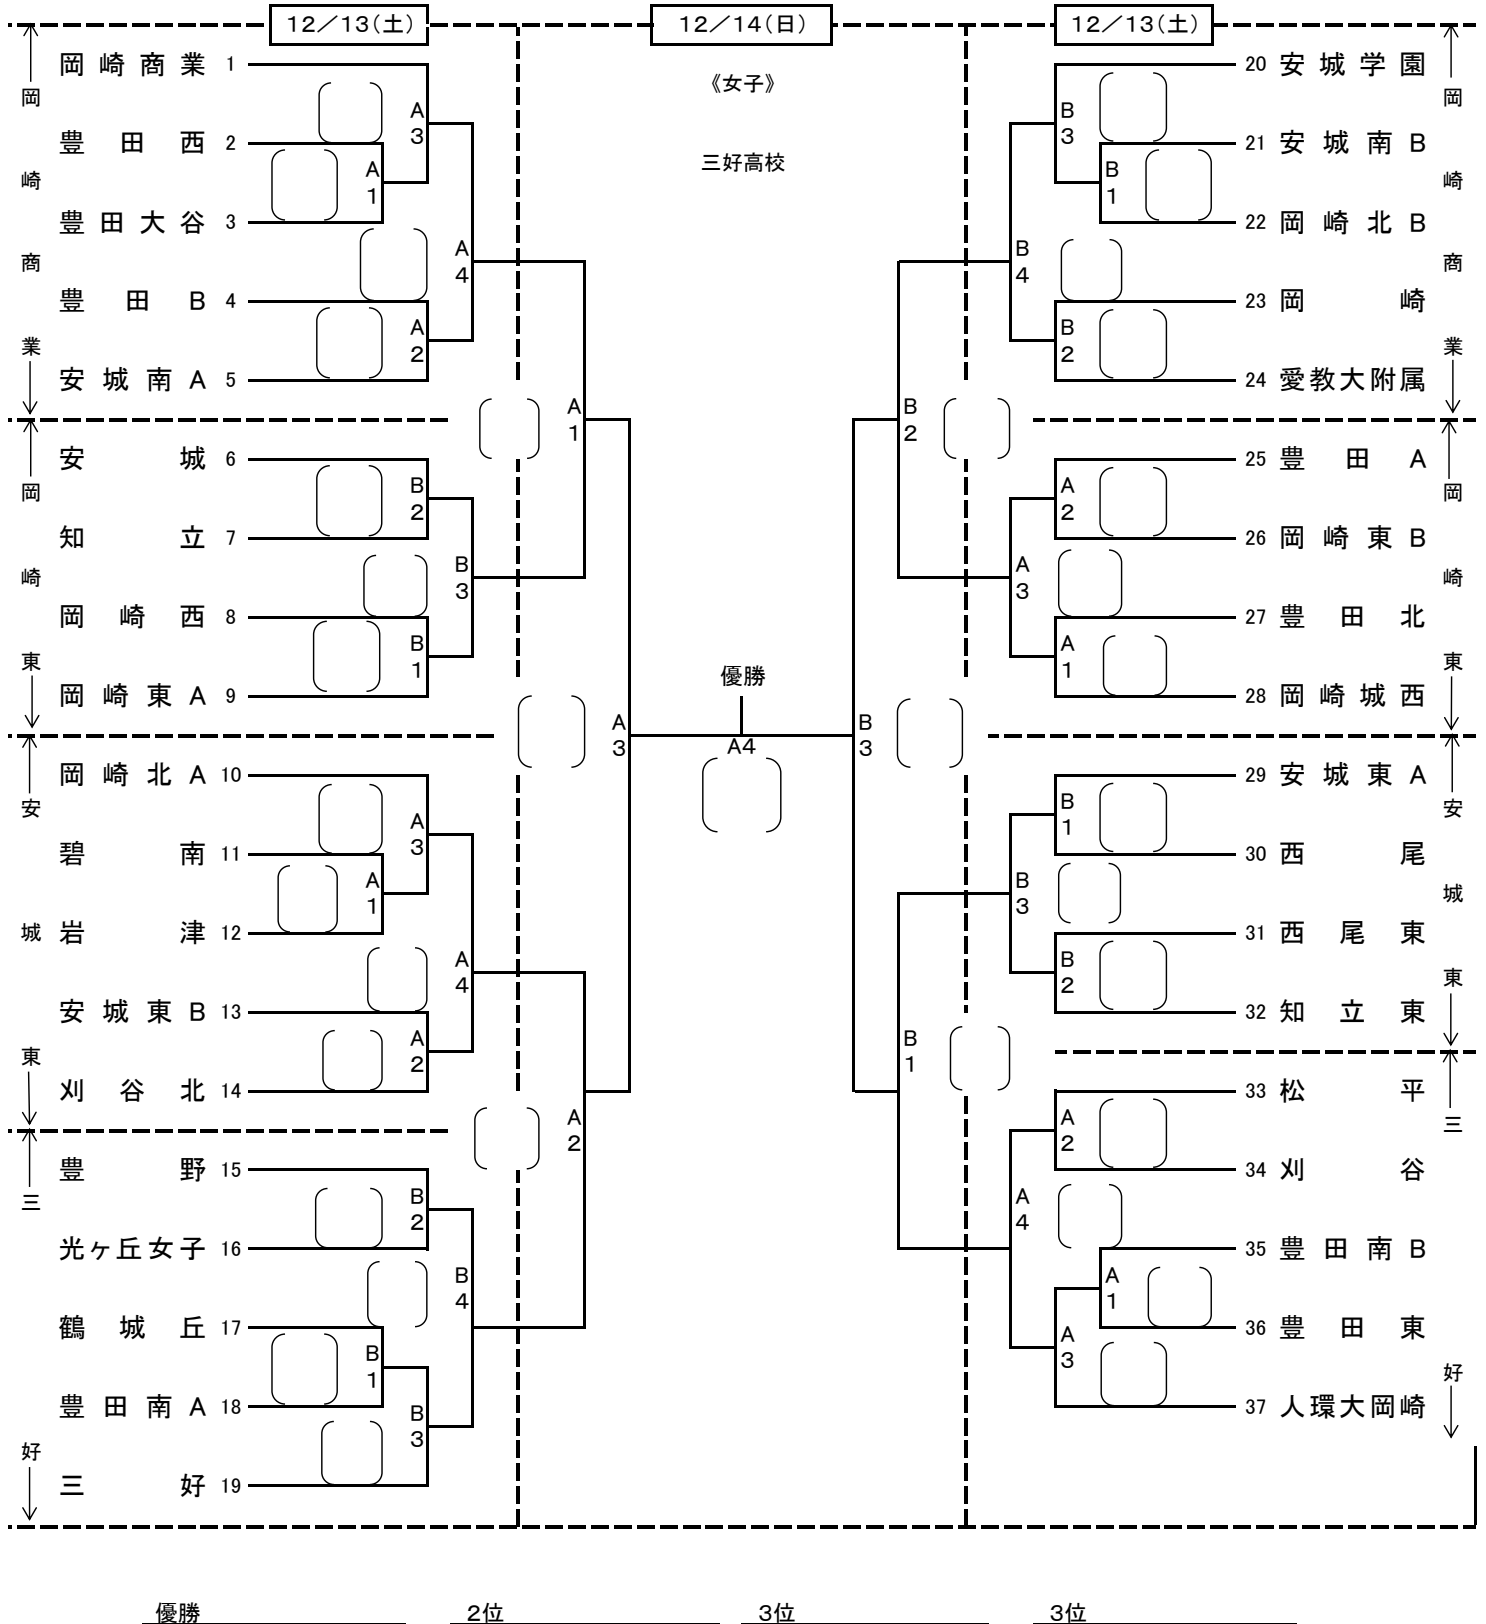 12／13(土)
12／14(日)
12／13(土)
《女子》
三好高校
岡崎商業
岡崎商業 1
豊田西 2
豊田大谷 3
豊田B 4
安城南A 5
A3
A1
A4
A2
岡崎東
安城 6
知立 7
岡崎西 8
岡崎東A 9
B2
B3
B1
安城東
岡崎北A 10
碧南 11
岩津 12
安城東B 13
刈谷北 14
A3
A1
A4
A2
三好
豊野 15
光ヶ丘女子 16
鶴城丘 17
豊田南A 18
三好 19
B2
B4
B1
B3
A1
A3
A2
優勝
A4
B2
B3
B1
岡崎商業
20 安城学園
21 安城南B
22 岡崎北B
23 岡崎
24 愛教大附属
B3
B1
B4
B2
岡崎東
25 豊田A
26 岡崎東B
27 豊田北
28 岡崎城西
A2
A3
A1
安城東
29 安城東A
30 西尾
31 西尾東
32 知立東
B1
B3
B2
三好
33 松平
34 刈谷
35 豊田南B
36 豊田東
37 人環大岡崎
A2
A4
A1
A3
優勝
2位
3位
3位